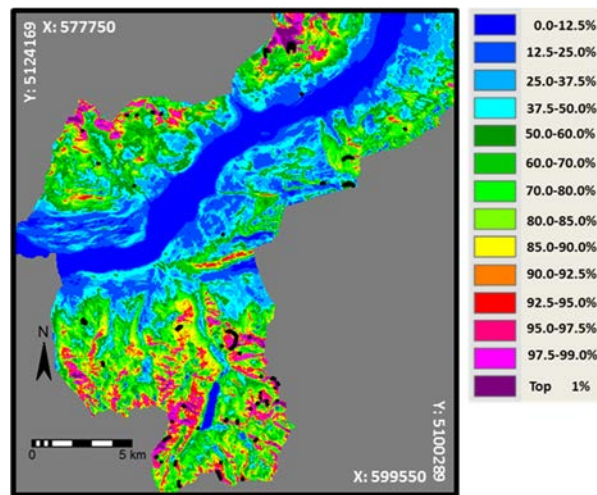 X: 577750
Y: 5124169
N
0 5 km
X: 599550
Y: 5100289
0.0-12.5%
12.5-25.0%
25.0-37.5%
37.5-50.0%
50.0-60.0%
60.0-70.0%
70.0-80.0%
80.0-85.0%
85.0-90.0%
90.0-92.5%
92.5-95.0%
95.0-97.5%
97.5-99.0%
Top 1%